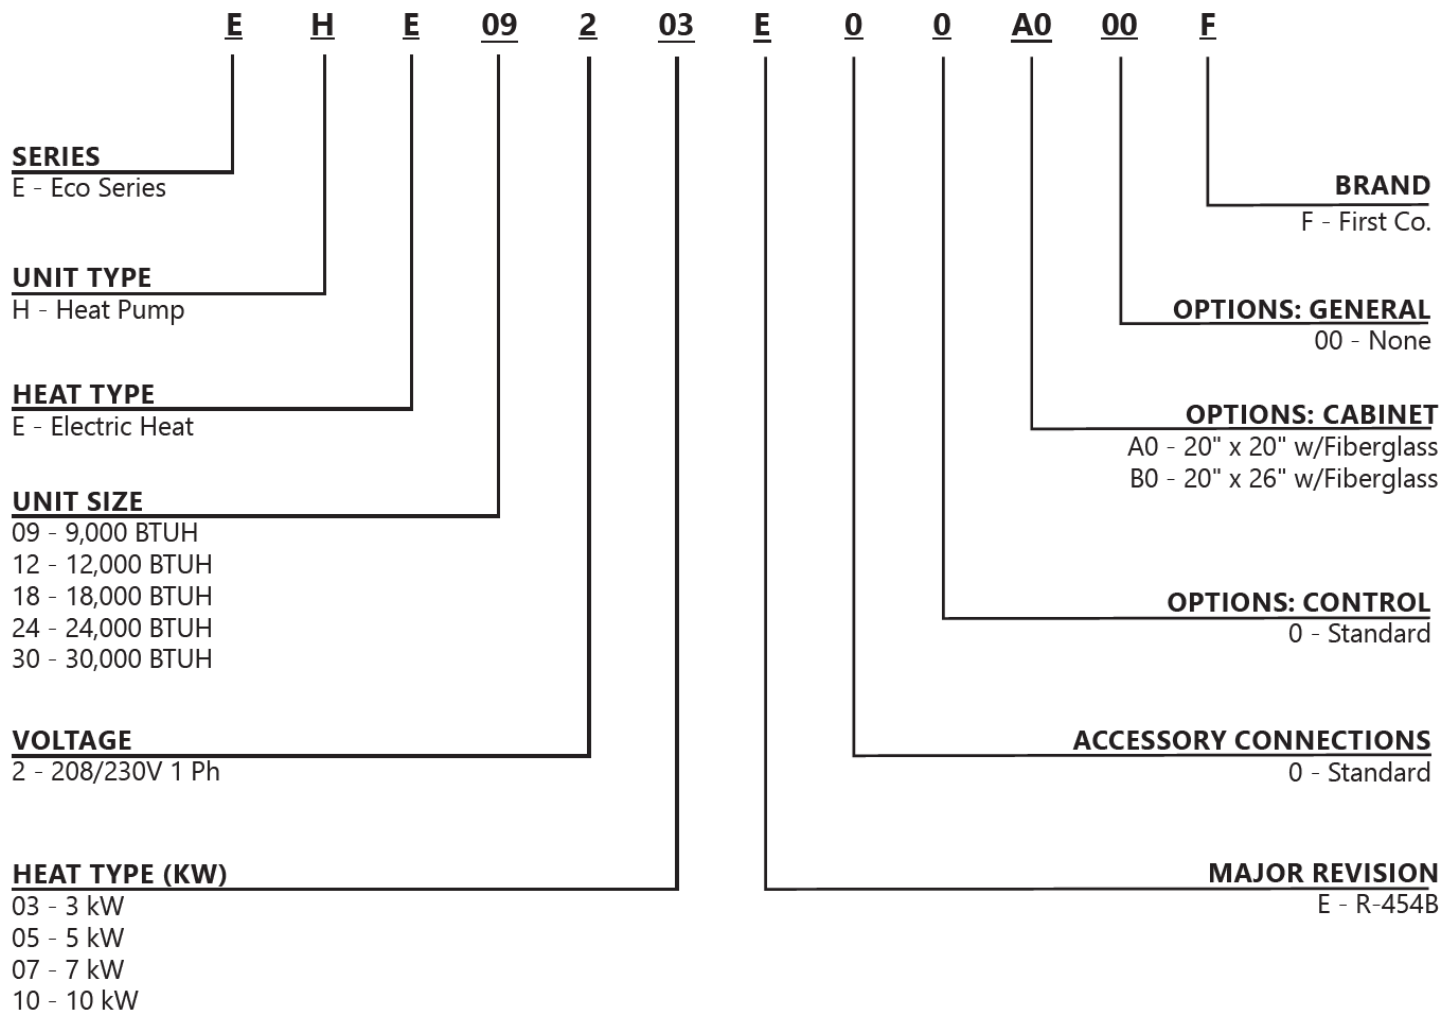 E H E 09 2 03 E 0 0 A0 00 F
SERIES
E - Eco Series
UNIT TYPE
H - Heat Pump
HEAT TYPE
E - Electric Heat
UNIT SIZE
09 - 9,000 BTUH
12 - 12,000 BTUH
18 - 18,000 BTUH
24 - 24,000 BTUH
30 - 30,000 BTUH
VOLTAGE
2 - 208/230V 1 Ph
HEAT TYPE (KW)
03 - 3 kW
05 - 5 kW
07 - 7 kW
10 - 10 kW
BRAND
F - First Co.
OPTIONS: GENERAL
00 - None
OPTIONS: CABINET
A0 - 20" x 20" w/Fiberglass
B0 - 20" x 26" w/Fiberglass
OPTIONS: CONTROL
0 - Standard
ACCESSORY CONNECTIONS
0 - Standard
MAJOR REVISION
E - R-454B